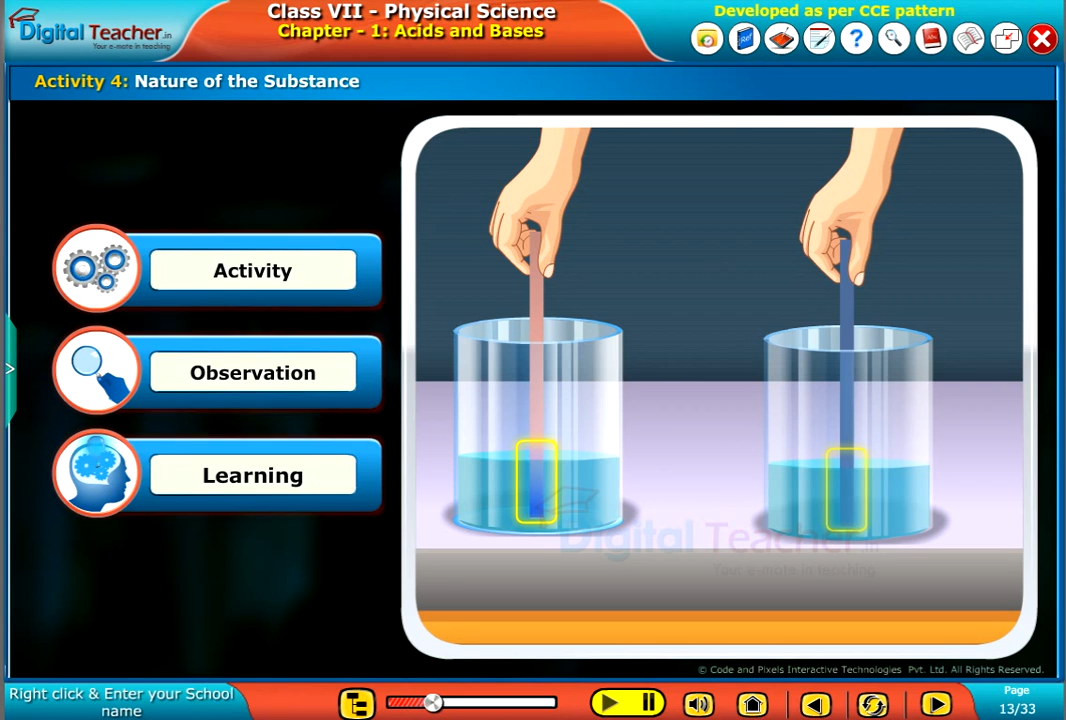 Digital Teacher.in
Your e-mate in teaching
Class VII - Physical Science
Chapter - 1: Acids and Bases
Developed as per CCE pattern
Activity 4: Nature of the Substance
Activity
Observation
Learning
Digital Teacher.in
Your e-mate in teaching
© Code and Pixels Interactive Technologies Pvt. Ltd. All Rights Reserved.
Right click & Enter your School
name
Page
13/33